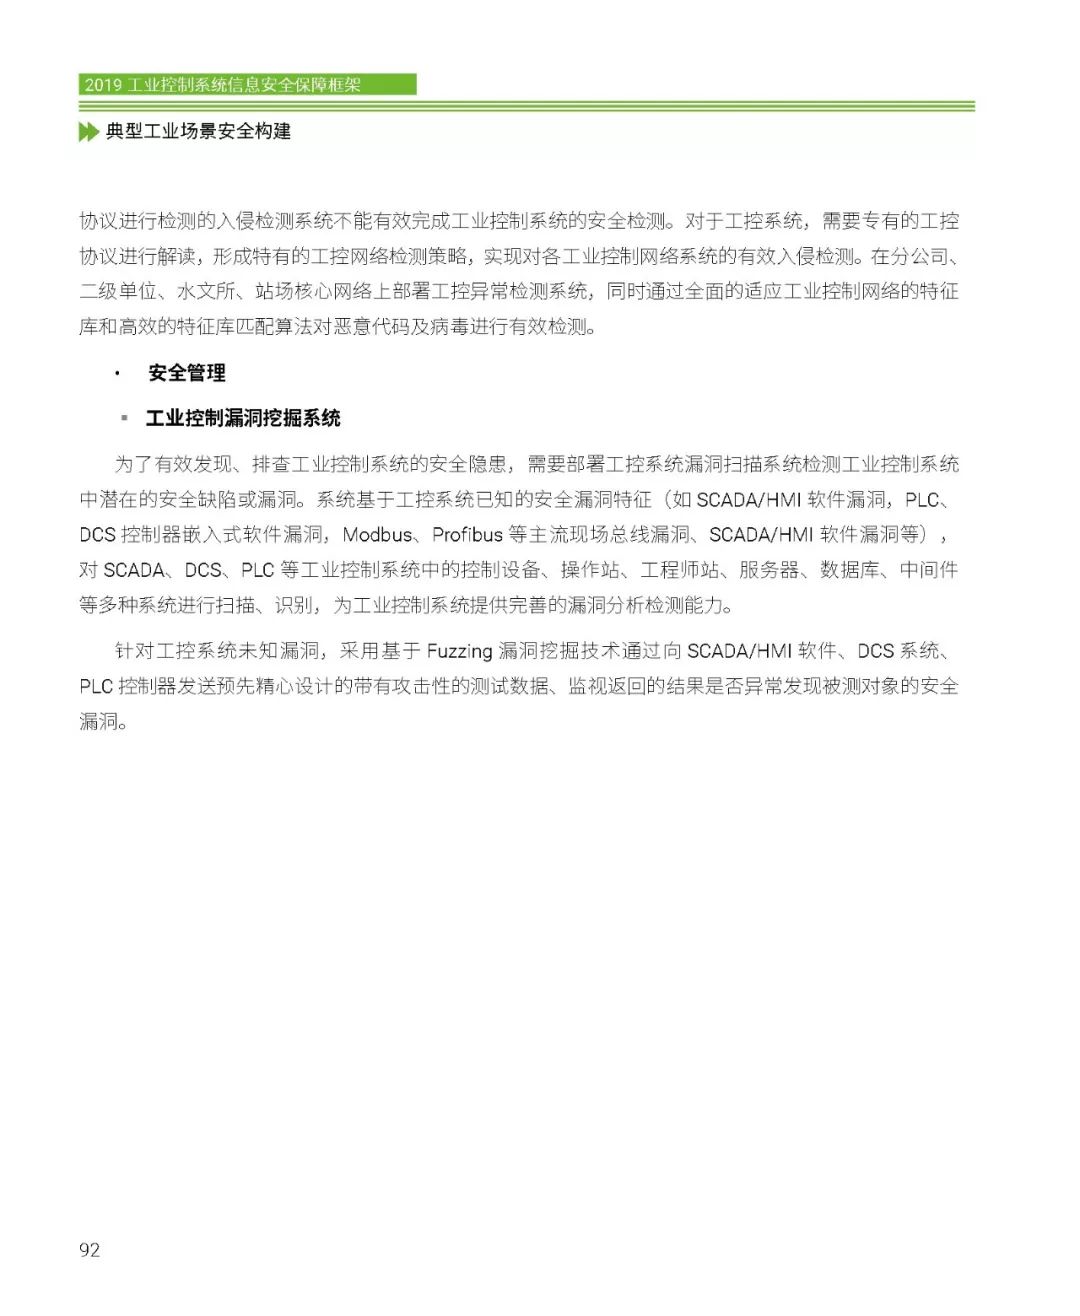 2019 工业控制系统信息安全保障框架
典型工业场景安全构建
协议进行检测的入侵检测系统不能有效完成工业控制系统的安全检测。对于工控系统，需要专有的工控
协议进行解读，形成特有的工控网络检测策略，实现对各工业控制网络系统的有效入侵检测。在分公司、
二级单位、水文所、站场核心网络上部署工控异常检测系统，同时通过全面的适应工业控制网络的特征
库和高效的特征库匹配算法对恶意代码及病毒进行有效检测。
· 安全管理
▪ 工业控制漏洞挖掘系统
为了有效发现、排查工业控制系统的安全隐患，需要部署工控系统漏洞扫描系统检测工业控制系统
中潜在的安全缺陷或漏洞。系统基于工控系统已知的安全漏洞特征（如 SCADA/HMI 软件漏洞，PLC、
DCS 控制器嵌入式软件漏洞，Modbus、Profibus 等主流现场总线漏洞、SCADA/HMI 软件漏洞等），
对 SCADA、DCS、PLC 等工业控制系统中的控制设备、操作站、工程师站、服务器、数据库、中间件
等多种系统进行扫描、识别，为工业控制系统提供完善的漏洞分析检测能力。
针对工控系统未知漏洞，采用基于 Fuzzing 漏洞挖掘技术通过向 SCADA/HMI 软件、DCS 系统、
PLC 控制器发送预先精心设计的带有攻击性的测试数据、监视返回的结果是否异常发现被测对象的安全
漏洞。
92